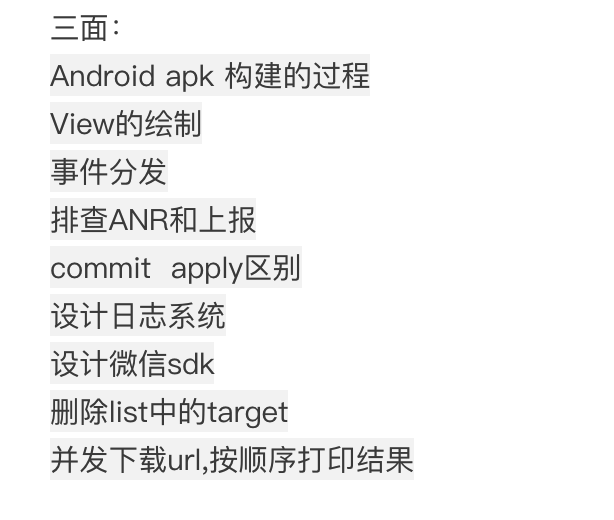 三面：
Android apk 构建的过程
View的绘制
事件分发
排查ANR和上报
commit  apply区别
设计日志系统
设计微信sdk
删除list中的target
并发下载url,按顺序打印结果